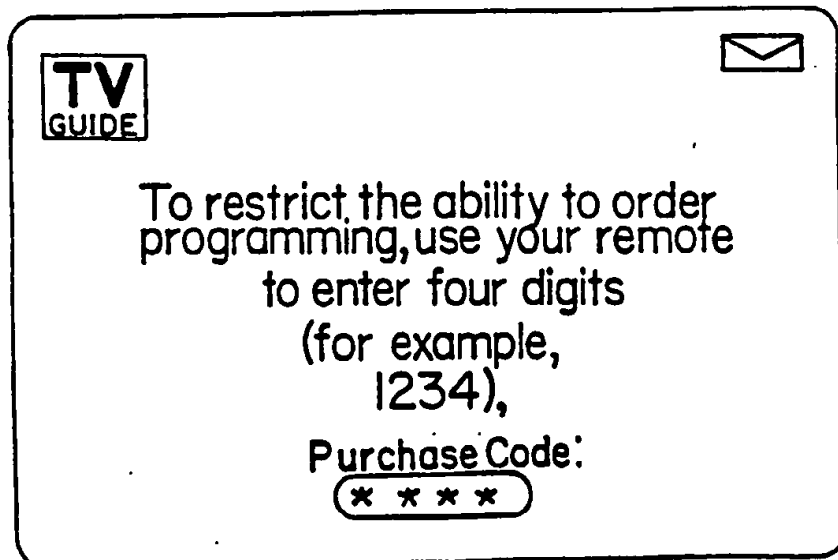 TV
GUIDE
To restrict the ability to order
programming, use your remote
to enter four digits
(for example,
1234),
Purchase Code:
* * * *